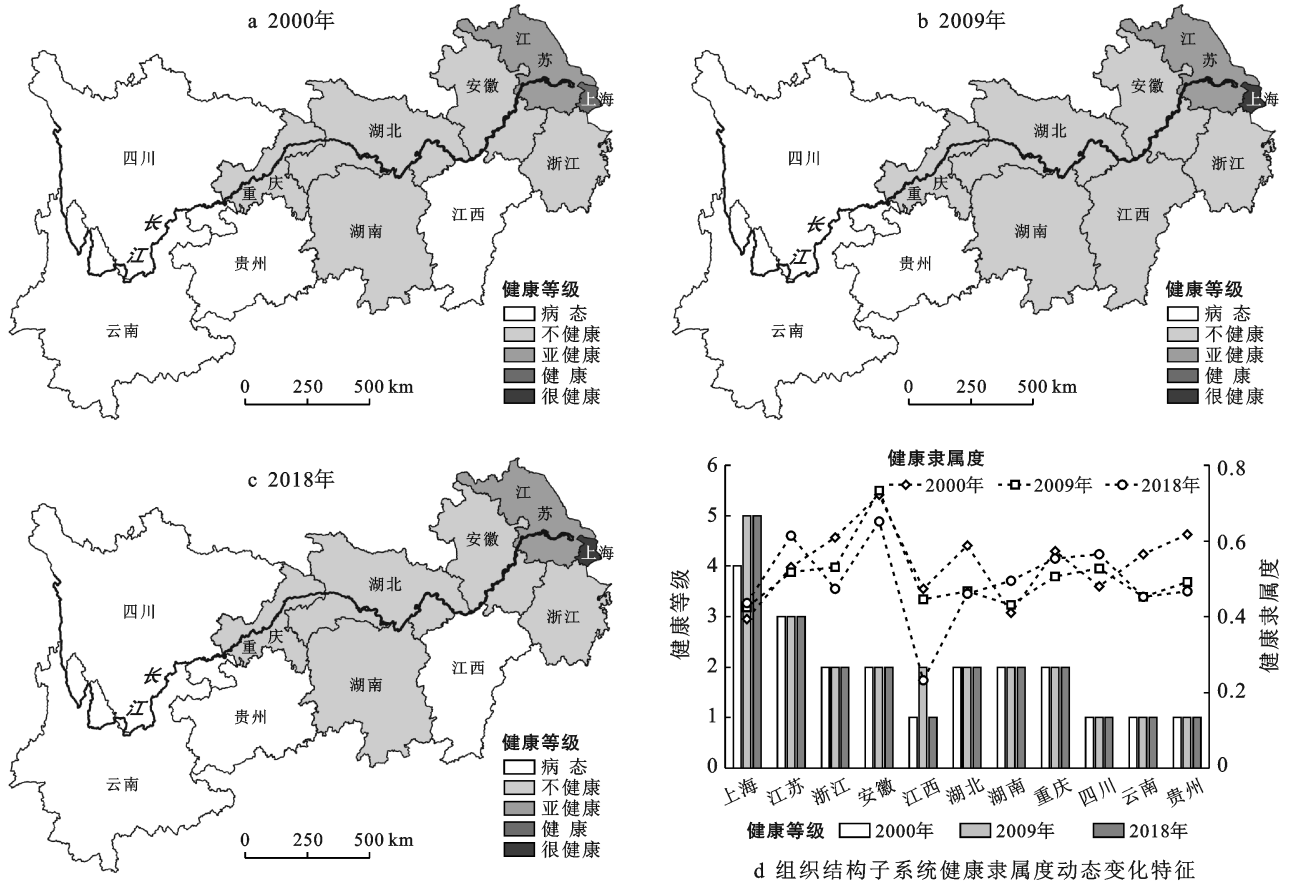 a 2000年
江
苏
安徽
上海
湖北
四川
浙江
重
庆
长
江
江西
湖南
贵州
云南
健康等级
病 态
不健康
亚健康
健 康
很健康
0 250 500 km
b 2009年
江
苏
安徽
上海
湖北
四川
浙江
重
庆
长
江
江西
湖南
贵州
云南
健康等级
病 态
不健康
亚健康
健 康
很健康
0 250 500 km
c 2018年
江
苏
安徽
上海
湖北
四川
浙江
重
庆
长
江
江西
湖南
贵州
云南
健康等级
病 态
不健康
亚健康
健 康
很健康
0 250 500 km
健康隶属度
2000年 2009年 2018年
6
5
4
3
2
1
0
健康等级
0.8
0.6
0.4
0.2
0
健康隶属度
上海 江苏 浙江 安徽 江西 湖北 湖南 重庆 四川 云南 贵州
健康等级 2000年 2009年 2018年
d 组织结构子系统健康隶属度动态变化特征